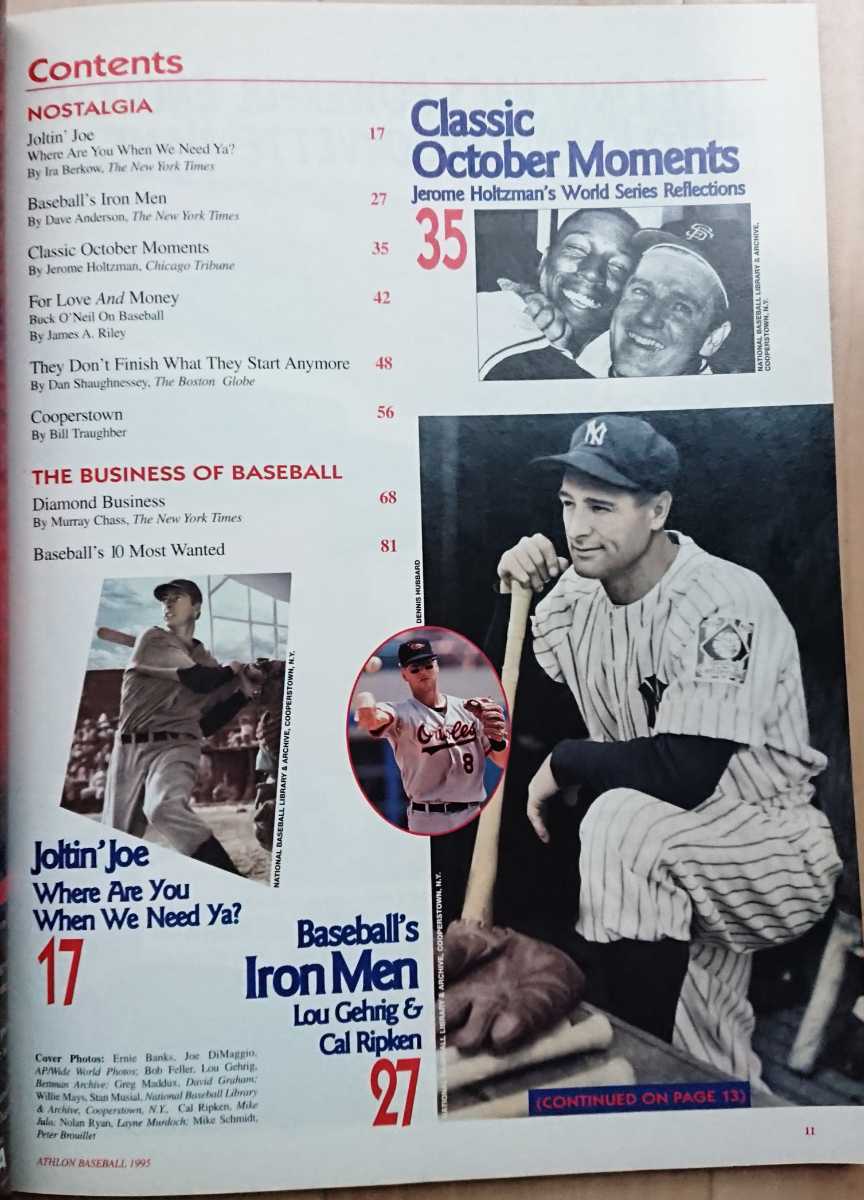 Contents
NOSTALGIA
Joltin' Joe 17
Where Are You When We Need Ya?
By Ira Berkow, The New York Times
Baseball's Iron Men 27
By Dave Anderson, The New York Times
Classic October Moments 35
By Jerome Holtzman, Chicago Tribune
For Love And Money 42
Buck O'Neil On Baseball
By James A. Riley
They Don't Finish What They Start Anymore 48
By Dan Shaughnessey, The Boston Globe
Cooperstown 56
By Bill Traughber
THE BUSINESS OF BASEBALL
Diamond Business 68
By Murray Chass, The New York Times
Baseball's 10 Most Wanted 81
Classic
October Moments
Jerome Holtzman's World Series Reflections
35
NATIONAL BASEBALL LIBRARY & ARCHIVE,
COOPERSTOWN, N.Y.
DENNIS HUBBARD
Orioles
8
NATIONAL BASEBALL LIBRARY & ARCHIVE, COOPERSTOWN, N.Y.
Joltin' Joe
Where Are You
When We Need Ya?
17
Baseball's
Iron Men
Lou Gehrig &
Cal Ripken
27
NATIONAL BASEBALL LIBRARY & ARCHIVE, COOPERSTOWN, N.Y.
(CONTINUED ON PAGE 13)
Cover Photos: Ernie Banks, Joe DiMaggio,
AP/Wide World Photos; Bob Feller, Lou Gehrig,
Bettman Archive; Greg Maddux, David Graham;
Willie Mays, Stan Musial, National Baseball Library
& Archive, Cooperstown, N.Y. Cal Ripken, Mike
Jula; Nolan Ryan, Layne Murdoch; Mike Schmidt,
Peter Brouillet
ATHLON BASEBALL 1995
11